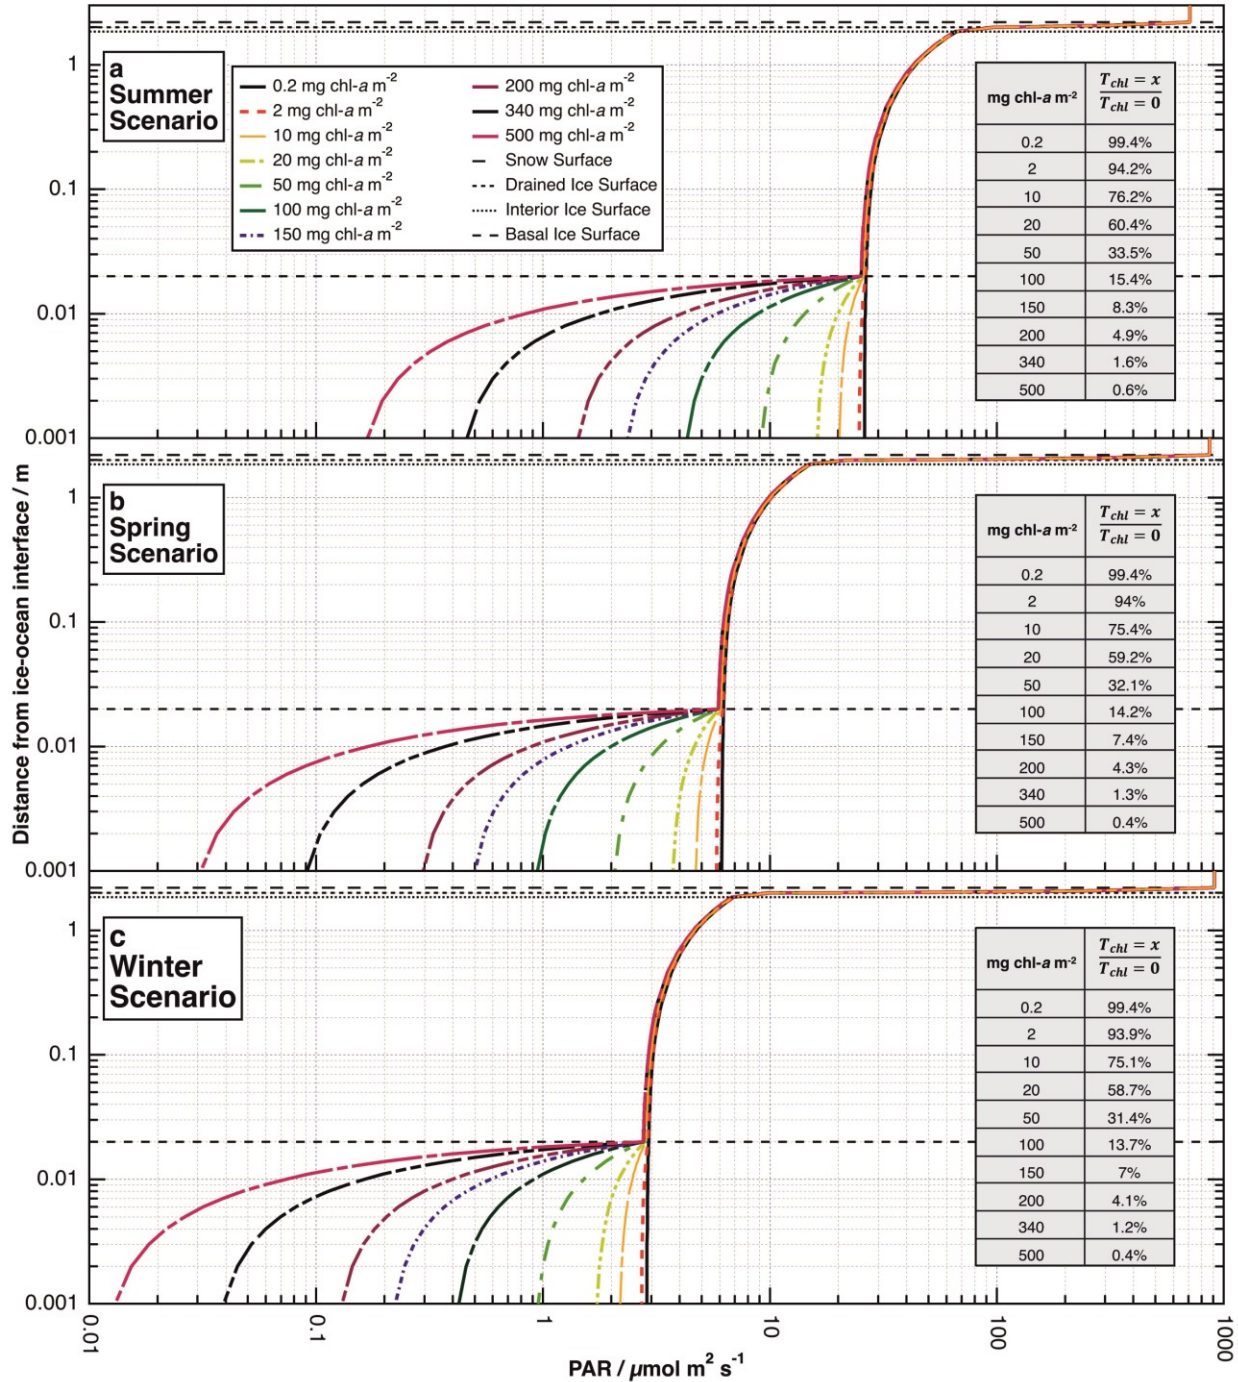 a
Summer
Scenario
0.2 mg chl-a m⁻²
2 mg chl-a m⁻²
10 mg chl-a m⁻²
20 mg chl-a m⁻²
50 mg chl-a m⁻²
100 mg chl-a m⁻²
150 mg chl-a m⁻²
200 mg chl-a m⁻²
340 mg chl-a m⁻²
500 mg chl-a m⁻²
Snow Surface
Drained Ice Surface
Interior Ice Surface
Basal Ice Surface
mg chl-a m⁻² T_chl = x / T_chl = 0
0.2 99.4%
2 94.2%
10 76.2%
20 60.4%
50 33.5%
100 15.4%
150 8.3%
200 4.9%
340 1.6%
500 0.6%
1
0.1
0.01
0.001
b
Spring
Scenario
mg chl-a m⁻² T_chl = x / T_chl = 0
0.2 99.4%
2 94%
10 75.4%
20 59.2%
50 32.1%
100 14.2%
150 7.4%
200 4.3%
340 1.3%
500 0.4%
1
0.1
0.01
0.001
Distance from ice-ocean interface / m
c
Winter
Scenario
mg chl-a m⁻² T_chl = x / T_chl = 0
0.2 99.4%
2 93.9%
10 75.1%
20 58.7%
50 31.4%
100 13.7%
150 7%
200 4.1%
340 1.2%
500 0.4%
1
0.1
0.01
0.001
0.01 0.1 1 10 100 1000
PAR / μmol m² s⁻¹